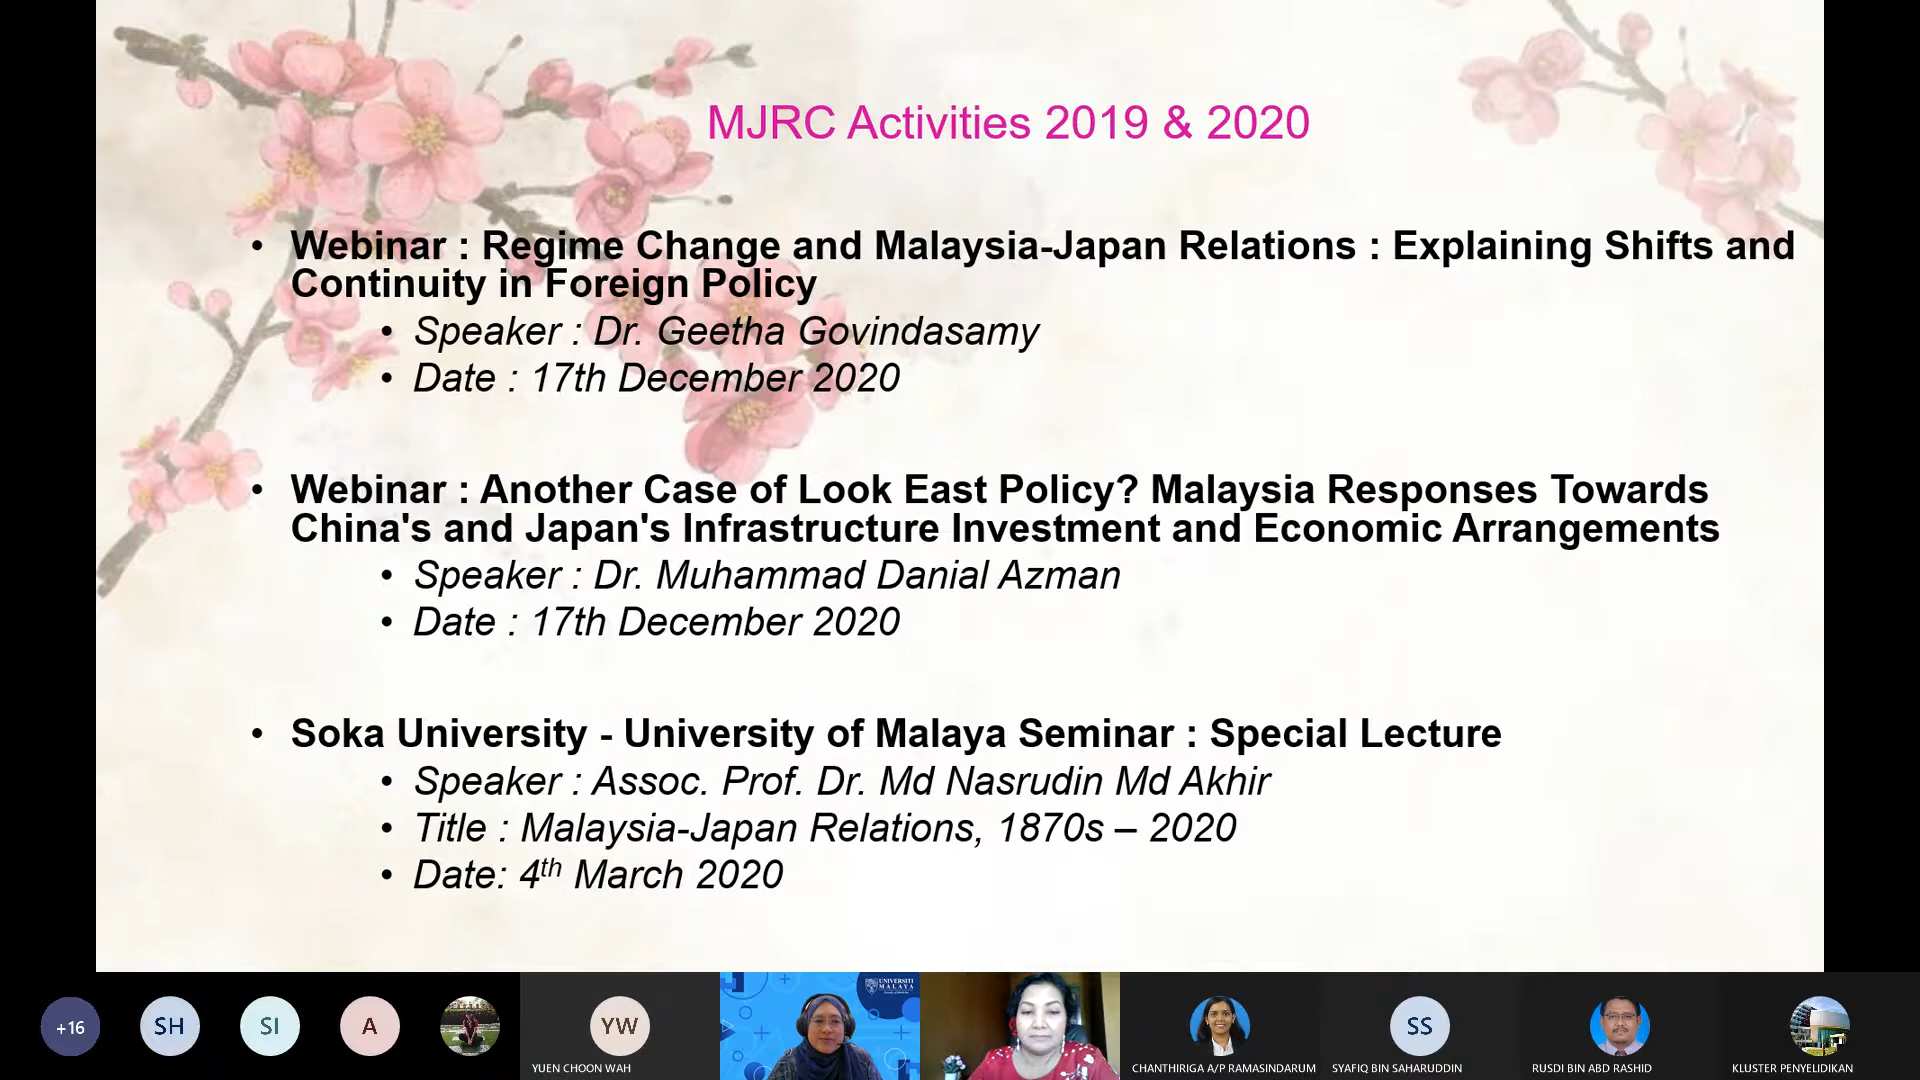 MJRC Activities 2019 & 2020
• Webinar : Regime Change and Malaysia-Japan Relations : Explaining Shifts and
Continuity in Foreign Policy
• Speaker : Dr. Geetha Govindasamy
• Date : 17th December 2020
• Webinar : Another Case of Look East Policy? Malaysia Responses Towards
China's and Japan's Infrastructure Investment and Economic Arrangements
• Speaker : Dr. Muhammad Danial Azman
• Date : 17th December 2020
• Soka University - University of Malaya Seminar : Special Lecture
• Speaker : Assoc. Prof. Dr. Md Nasrudin Md Akhir
• Title : Malaysia-Japan Relations, 1870s – 2020
• Date: 4th March 2020
+16
SH
SI
A
YW
YUEN CHOON WAH
UNIVERSITI
MALAYA
CHANTHIRIGA A/P RAMASINDARUM
SS
SYAFIQ BIN SAHARUDDIN
RUSDI BIN ABD RASHID
KLUSTER PENYELIDIKAN